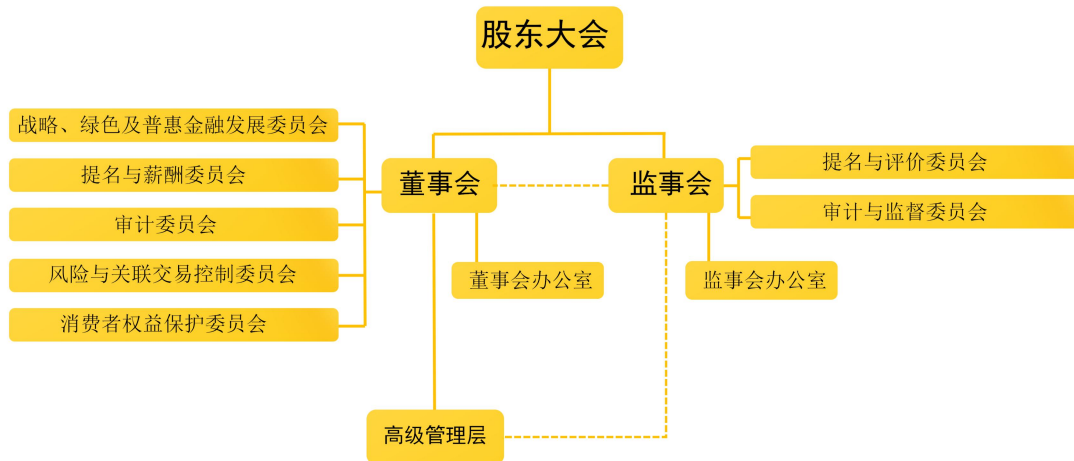 股东大会
战略、绿色及普惠金融发展委员会
提名与薪酬委员会
审计委员会
风险与关联交易控制委员会
消费者权益保护委员会
董事会
监事会
提名与评价委员会
审计与监督委员会
董事会办公室
监事会办公室
高级管理层